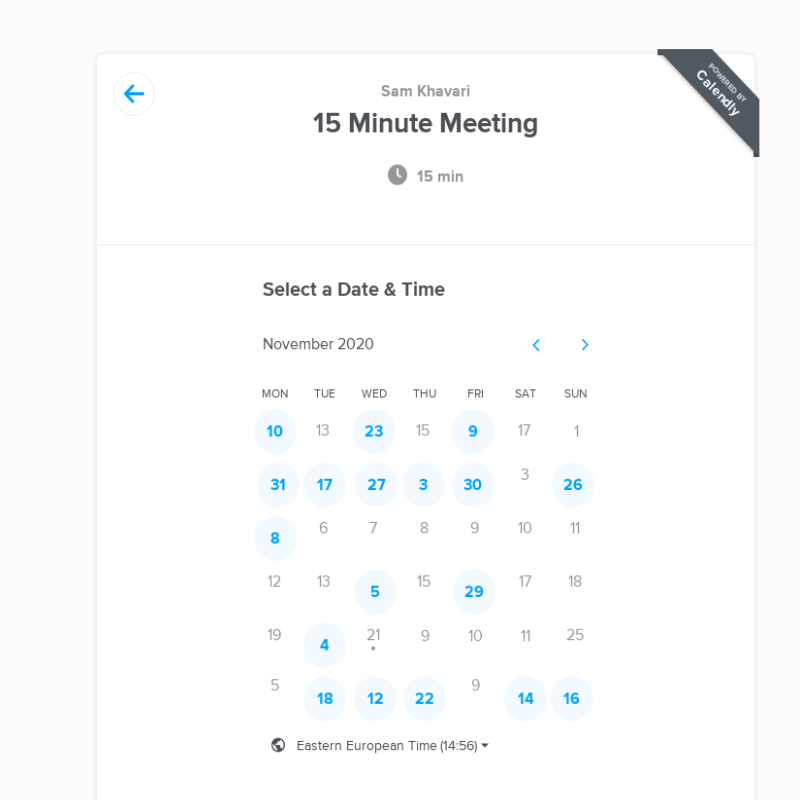 POWERED BY
Calendly
Sam Khavari
15 Minute Meeting
15 min
Select a Date & Time
November 2020
MON TUE WED THU FRI SAT SUN
10 13 23 15 9 17 1
31 17 27 3 30 3 26
8 6 7 8 9 10 11
12 13 5 15 29 17 18
19 4 21 9 10 11 25
5 18 12 22 9 14 16
Eastern European Time (14:56)